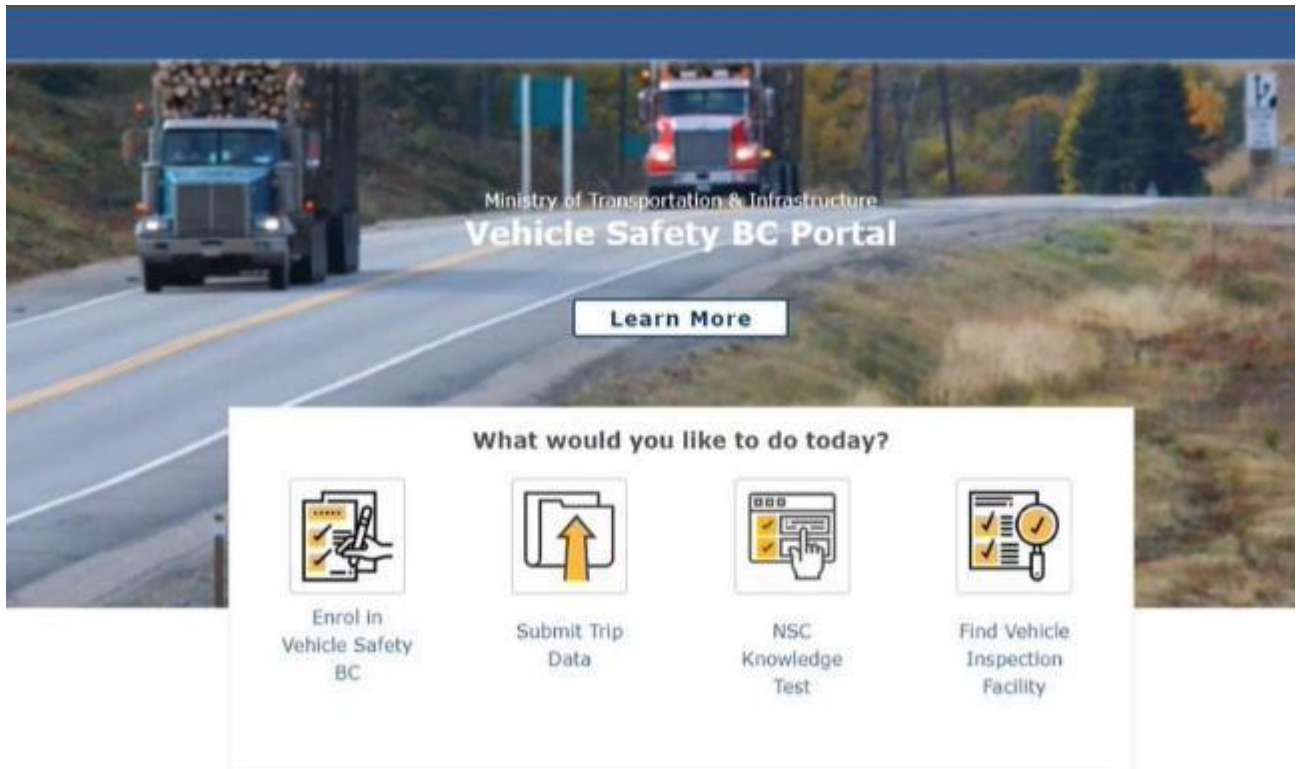 Ministry of Transportation & Infrastructure
Vehicle Safety BC Portal
Learn More
What would you like to do today?
Enrol in
Vehicle Safety
BC
Submit Trip
Data
NSC
Knowledge
Test
Find Vehicle
Inspection
Facility